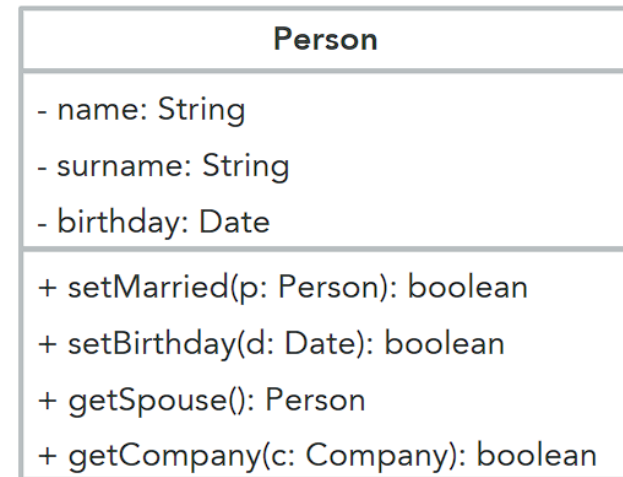 Person
- name: String
- surname: String
- birthday: Date
+ setMarried(p: Person): boolean
+ setBirthday(d: Date): boolean
+ getSpouse(): Person
+ getCompany(c: Company): boolean